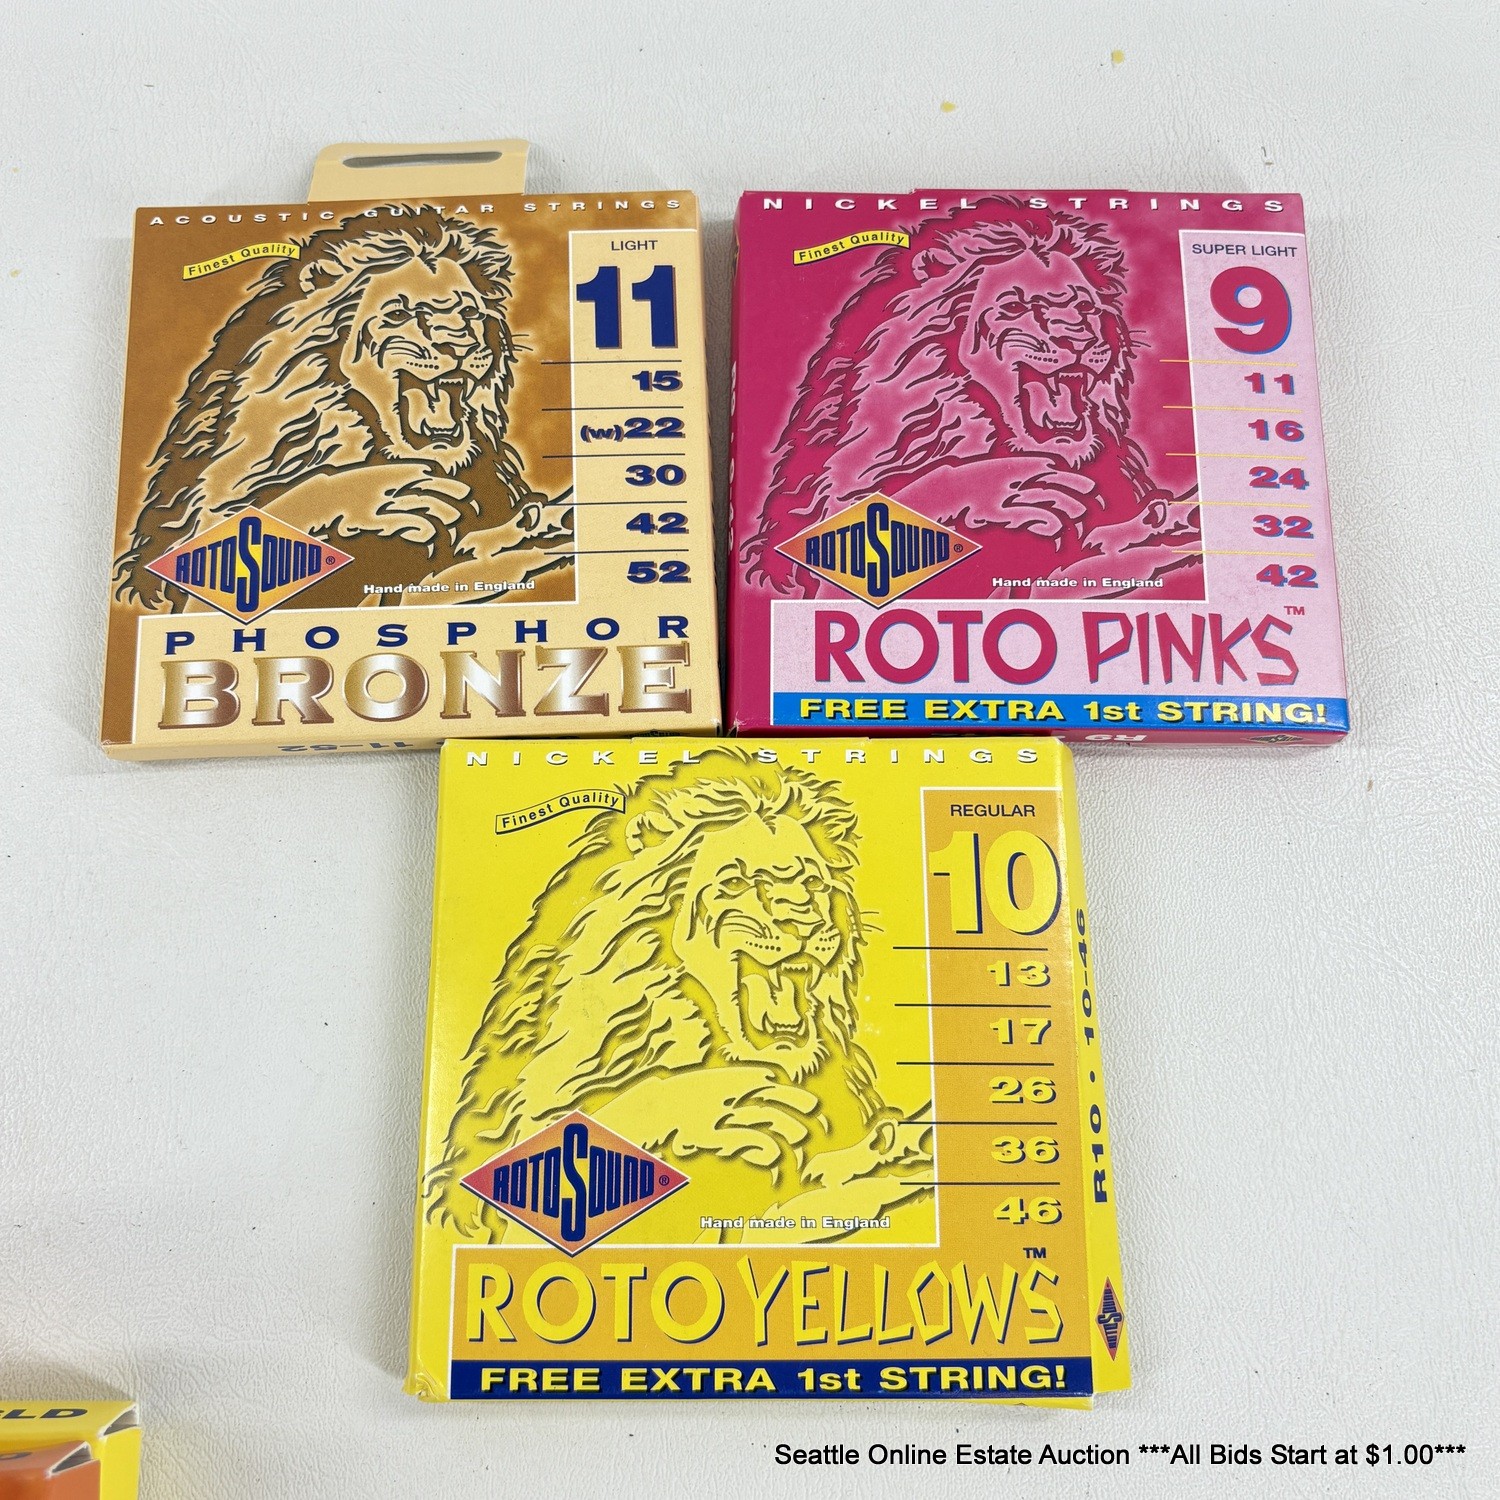 ACOUSTIC GUITAR STRINGS
Finest Quality
LIGHT
11
15
(w)22
30
42
52
ROTOSOUND®
Hand made in England
PHOSPHOR
BRONZE
11-52
NICKEL STRINGS
Finest Quality
SUPER LIGHT
9
11
16
24
32
42
ROTOSOUND®
Hand made in England
ROTO PINKS™
FREE EXTRA 1st STRING!
R9
NICKEL STRINGS
Finest Quality
REGULAR
10
13
17
26
36
46
ROTOSOUND®
Hand made in England
ROTO YELLOWS™
FREE EXTRA 1st STRING!
R10 • 10-46
ROTOSOUND
Seattle Online Estate Auction ***All Bids Start at $1.00***